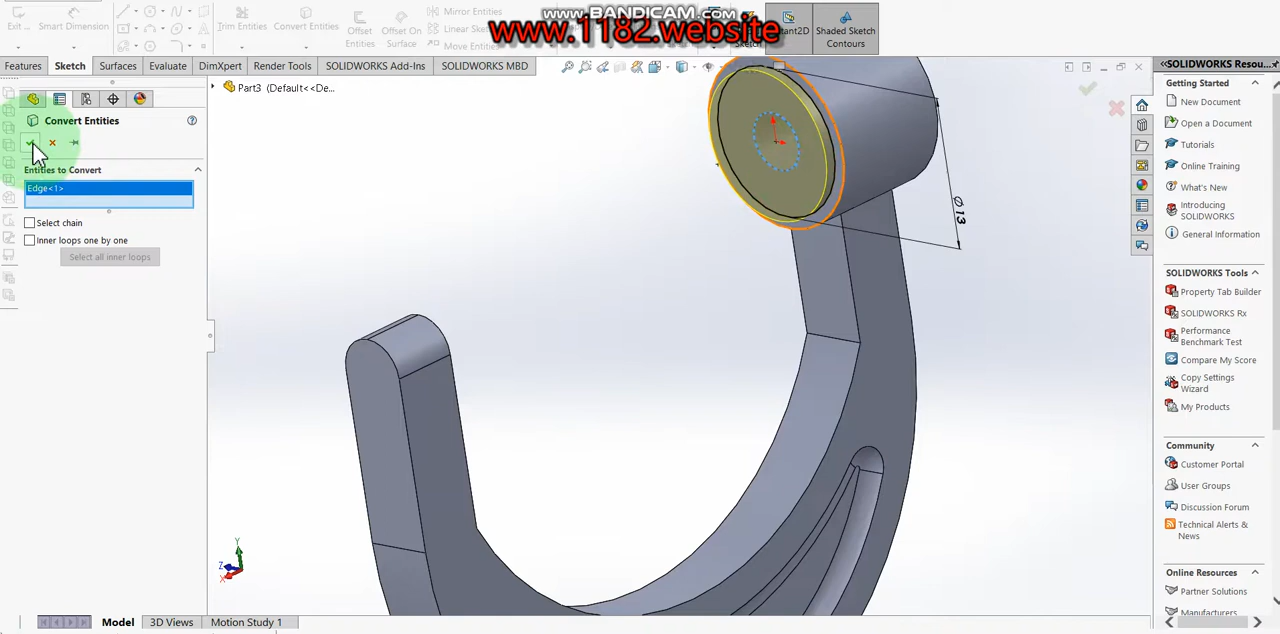 www.BANDICAM.com
www.1182.website
Exit...
Smart Dimension
Trim Entities
Convert Entities
Offset Entities
Offset On Surface
Mirror Entities
Linear Sketch
Move Entities
Sketch
Instant2D
Shaded Sketch Contours
Features
Sketch
Surfaces
Evaluate
DimXpert
Render Tools
SOLIDWORKS Add-Ins
SOLIDWORKS MBD
Part3 (Default<<De...
Convert Entities
Entities to Convert
Edge<1>
Select chain
Inner loops one by one
Select all inner loops
Ø13
Y
Z
X
SOLIDWORKS Resou...
Getting Started
New Document
Open a Document
Tutorials
Online Training
What's New
Introducing SOLIDWORKS
General Information
SOLIDWORKS Tools
Property Tab Builder
SOLIDWORKS Rx
Performance Benchmark Test
Compare My Score
Copy Settings Wizard
My Products
Community
Customer Portal
User Groups
Discussion Forum
Technical Alerts & News
Online Resources
Partner Solutions
Manufacturers
Model
3D Views
Motion Study 1